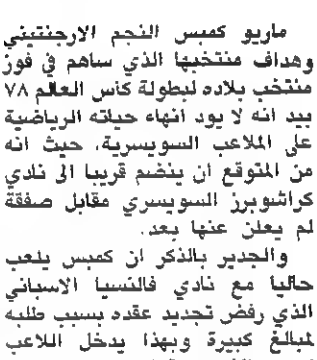 ماريو كمبس النجم الارجنتيني
وهداف منتخبها الذي ساهم في فوز
منتخب بلاده لبطولة كأس العالم ٧٨
بيد انه لا يود أنهاء حياته الرياضية
على الملاعب السويسرية، حيث انه
من المتوقع ان ينضم قريبا الى نادي
كراشوبرز السويسري مقابل صفقة
لم يعلن عنها بعد.
والجدير بالذكر ان كمبس يلعب
حاليا مع نادي فالنسيا الاسباني
الذي رفض تجديد عقده بسبب طلبه
لمبالغ كبيرة وبهذا يدخل اللاعب